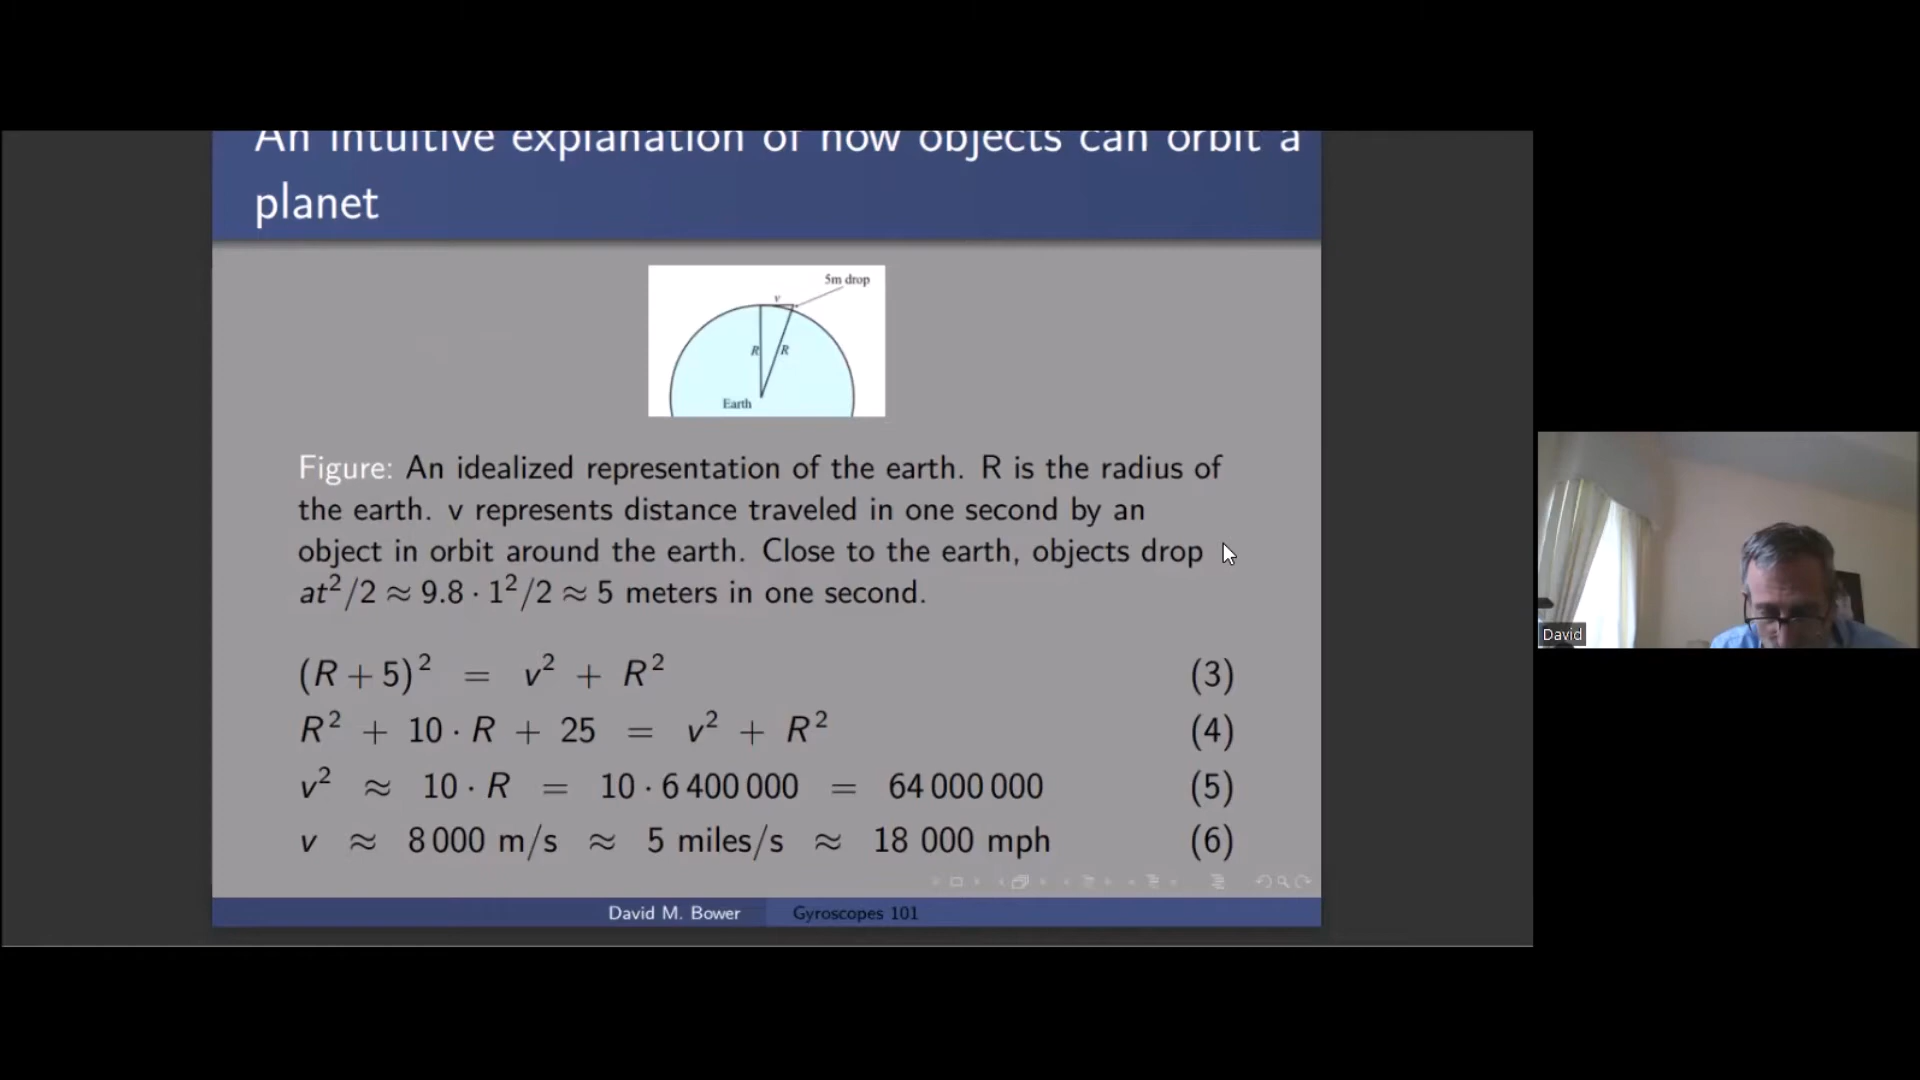 An intuitive explanation of how objects can orbit a
planet
5m drop
v
R R
Earth
Figure: An idealized representation of the earth. R is the radius of
the earth. v represents distance traveled in one second by an
object in orbit around the earth. Close to the earth, objects drop
at²/2 ≈ 9.8 · 1²/2 ≈ 5 meters in one second.
(R + 5)² = v² + R² (3)
R² + 10 · R + 25 = v² + R² (4)
v² ≈ 10 · R = 10 · 6 400 000 = 64 000 000 (5)
v ≈ 8 000 m/s ≈ 5 miles/s ≈ 18 000 mph (6)
David M. Bower Gyroscopes 101
David